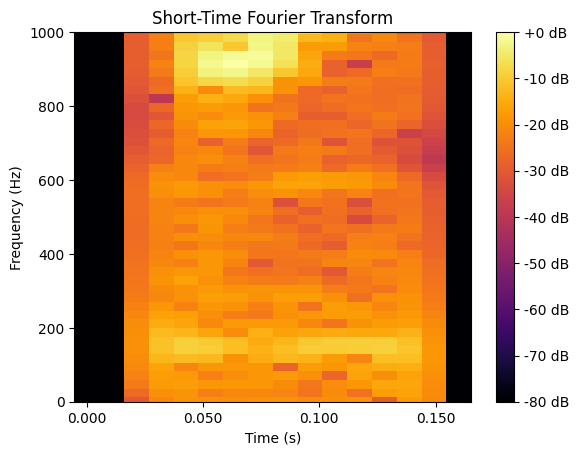 Short-Time Fourier Transform
1000
800
600
400
200
0
Frequency (Hz)
0.000
0.050
0.100
0.150
Time (s)
+0 dB
-10 dB
-20 dB
-30 dB
-40 dB
-50 dB
-60 dB
-70 dB
-80 dB